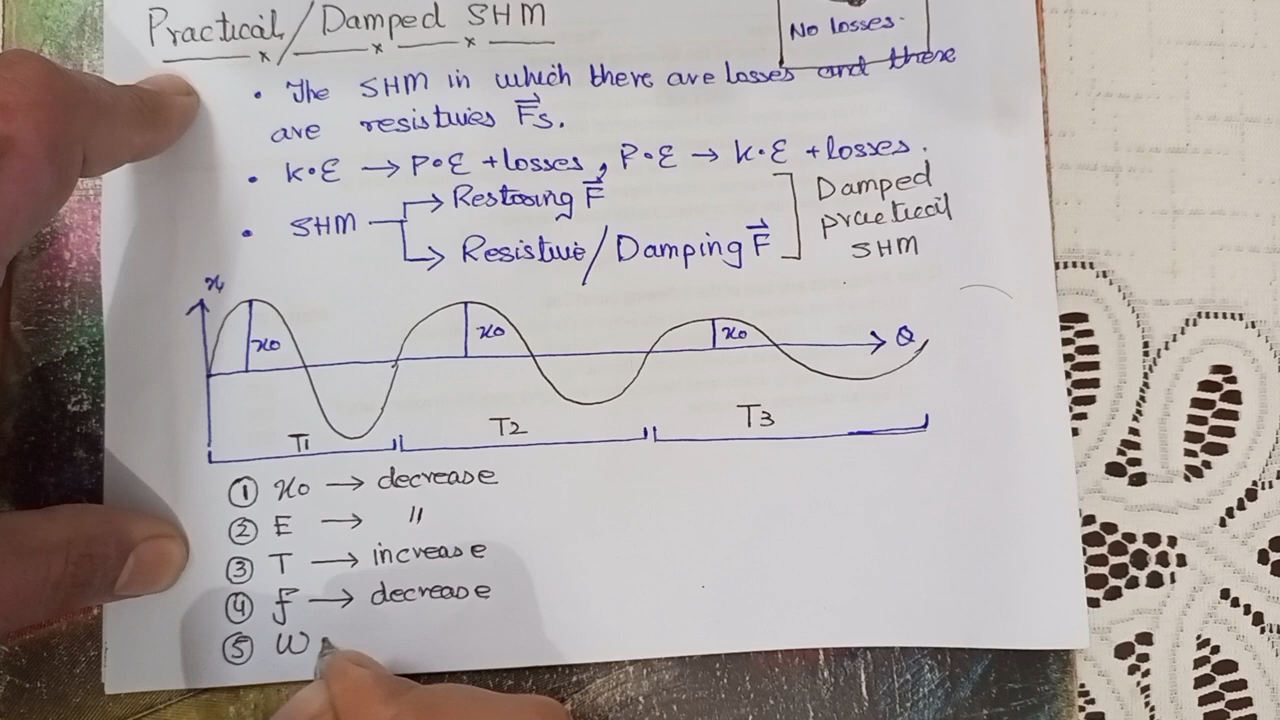 Practical/Damped SHM
No losses.
• The SHM in which there are losses and there
are resistives F⃗s.
• K.E → P.E + losses, P.E → K.E + losses.
• SHM → Restoring F⃗
→ Resistive/Damping F⃗
Damped
practical
SHM
x
x₀
x₀
x₀
θ
T₁
T₂
T₃
① x₀ → decrease
② E → "
③ T → increase
④ f → decrease
⑤ W